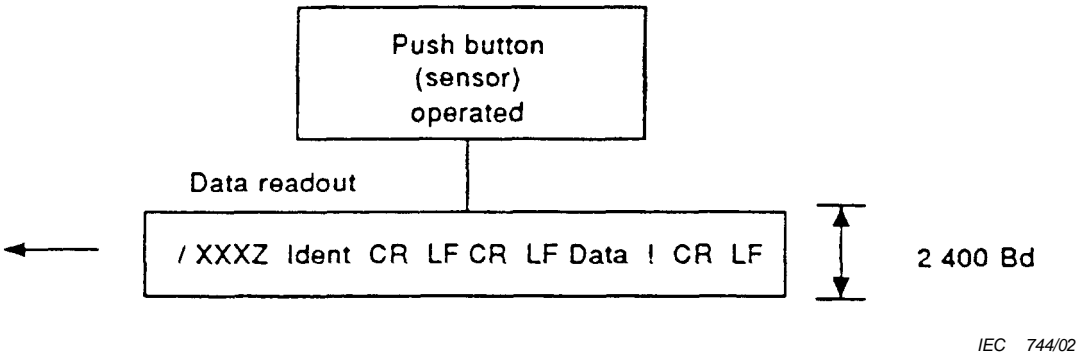 Push button
(sensor)
operated
Data readout
/ XXXZ Ident CR LF CR LF Data ! CR LF
2 400 Bd
IEC 744/02